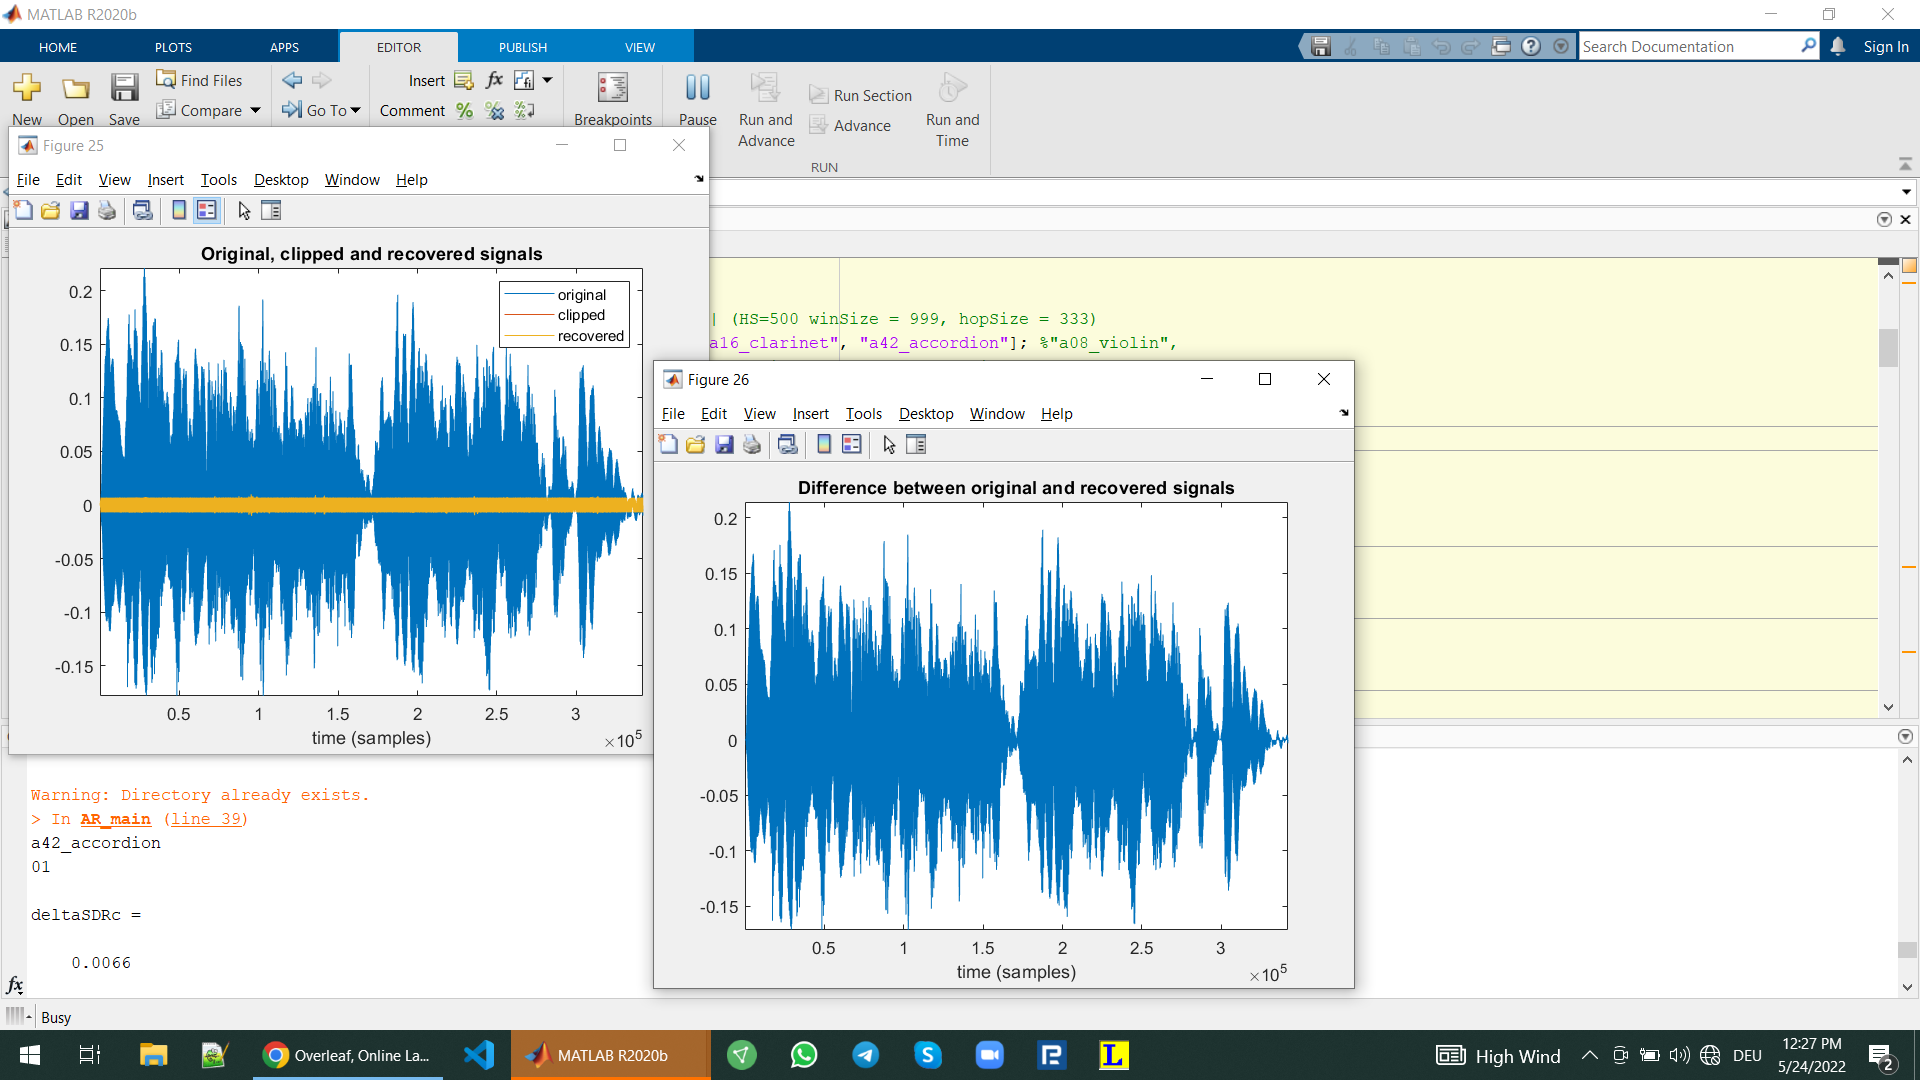 MATLAB R2020b
HOME PLOTS APPS EDITOR PUBLISH VIEW
Search Documentation
Sign In
New Open Save
Find Files
Compare
Go To
Insert
fx
Comment
Breakpoints
Pause
Run and
Advance
Run Section
Advance
Run and
Time
RUN
Figure 25
File Edit View Insert Tools Desktop Window Help
Original, clipped and recovered signals
original
clipped
recovered
0.2
0.15
0.1
0.05
0
-0.05
-0.1
-0.15
0.5 1 1.5 2 2.5 3
time (samples)
×10^5
| (HS=500 winSize = 999, hopSize = 333)
a16_clarinet", "a42_accordion"]; %"a08_violin",
Figure 26
File Edit View Insert Tools Desktop Window Help
Difference between original and recovered signals
0.2
0.15
0.1
0.05
0
-0.05
-0.1
-0.15
0.5 1 1.5 2 2.5 3
time (samples)
×10^5
Warning: Directory already exists.
> In AR_main (line 39)
a42_accordion
01
deltaSDRc =
0.0066
fx
Busy
Overleaf, Online La...
MATLAB R2020b
High Wind
DEU
12:27 PM
5/24/2022
2